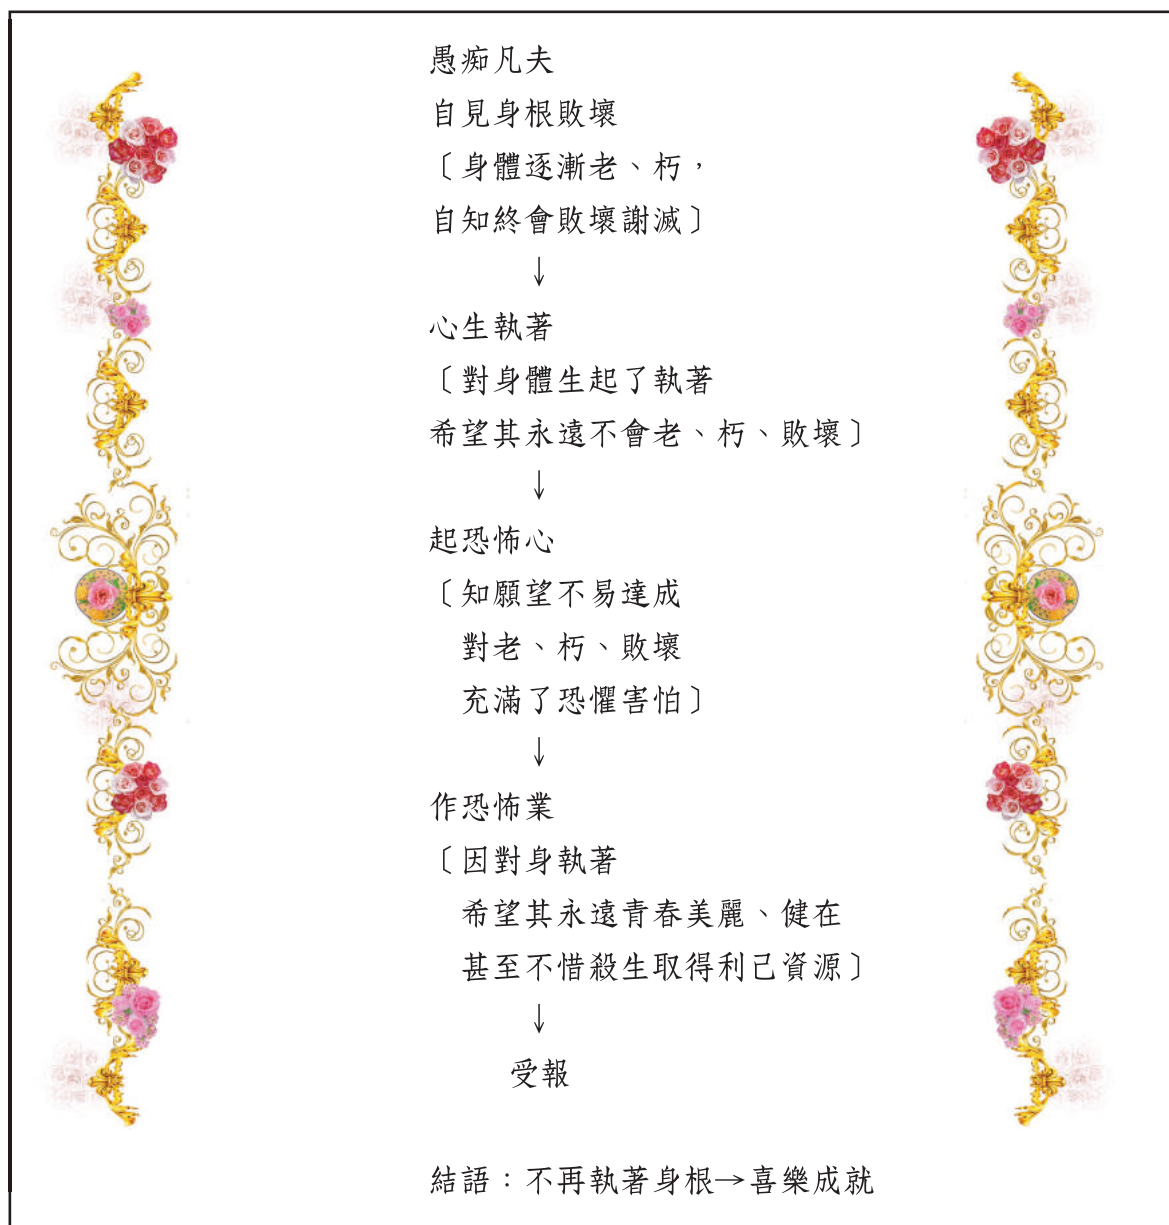 愚痴凡夫
自見身根敗壞
〔身體逐漸老、朽，
自知終會敗壞謝滅〕
↓
心生執著
〔對身體生起了執著
希望其永遠不會老、朽、敗壞〕
↓
起恐怖心
〔知願望不易達成
對老、朽、敗壞
充滿了恐懼害怕〕
↓
作恐怖業
〔因對身執著
希望其永遠青春美麗、健在
甚至不惜殺生取得利己資源〕
↓
受報
結語：不再執著身根→喜樂成就